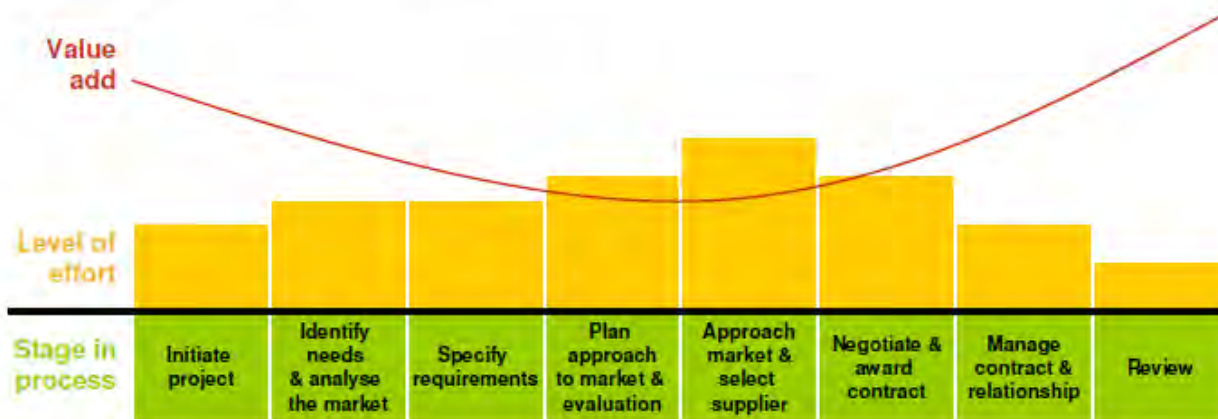 Value
add
Level of
effort
Stage in
process
Initiate
project
Identify
needs
& analyse
the market
Specify
requirements
Plan
approach
to market &
evaluation
Approach
market &
select
supplier
Negotiate &
award
contract
Manage
contract &
relationship
Review